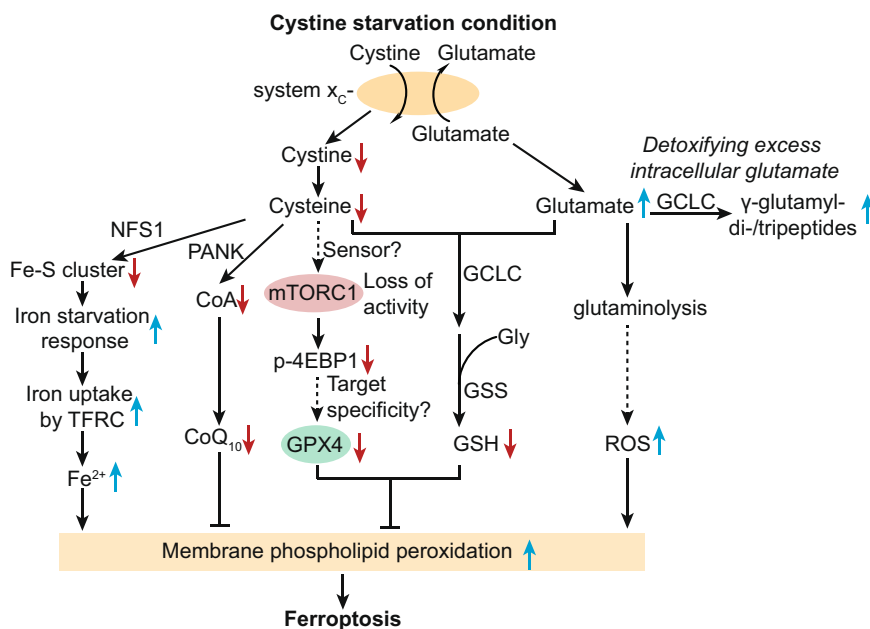 Cystine starvation condition
Cystine Glutamate
system x_C-
Glutamate
Cystine
Detoxifying excess
intracellular glutamate
Cysteine
Glutamate
GCLC
γ-glutamyl-
di-/tripeptides
NFS1
PANK
Sensor?
Fe-S cluster
CoA
mTORC1
Loss of
activity
GCLC
glutaminolysis
Iron starvation
response
p-4EBP1
Gly
Target
specificity?
GSS
Iron uptake
by TFRC
CoQ₁₀
GPX4
GSH
ROS
Fe²⁺
Membrane phospholipid peroxidation
Ferroptosis